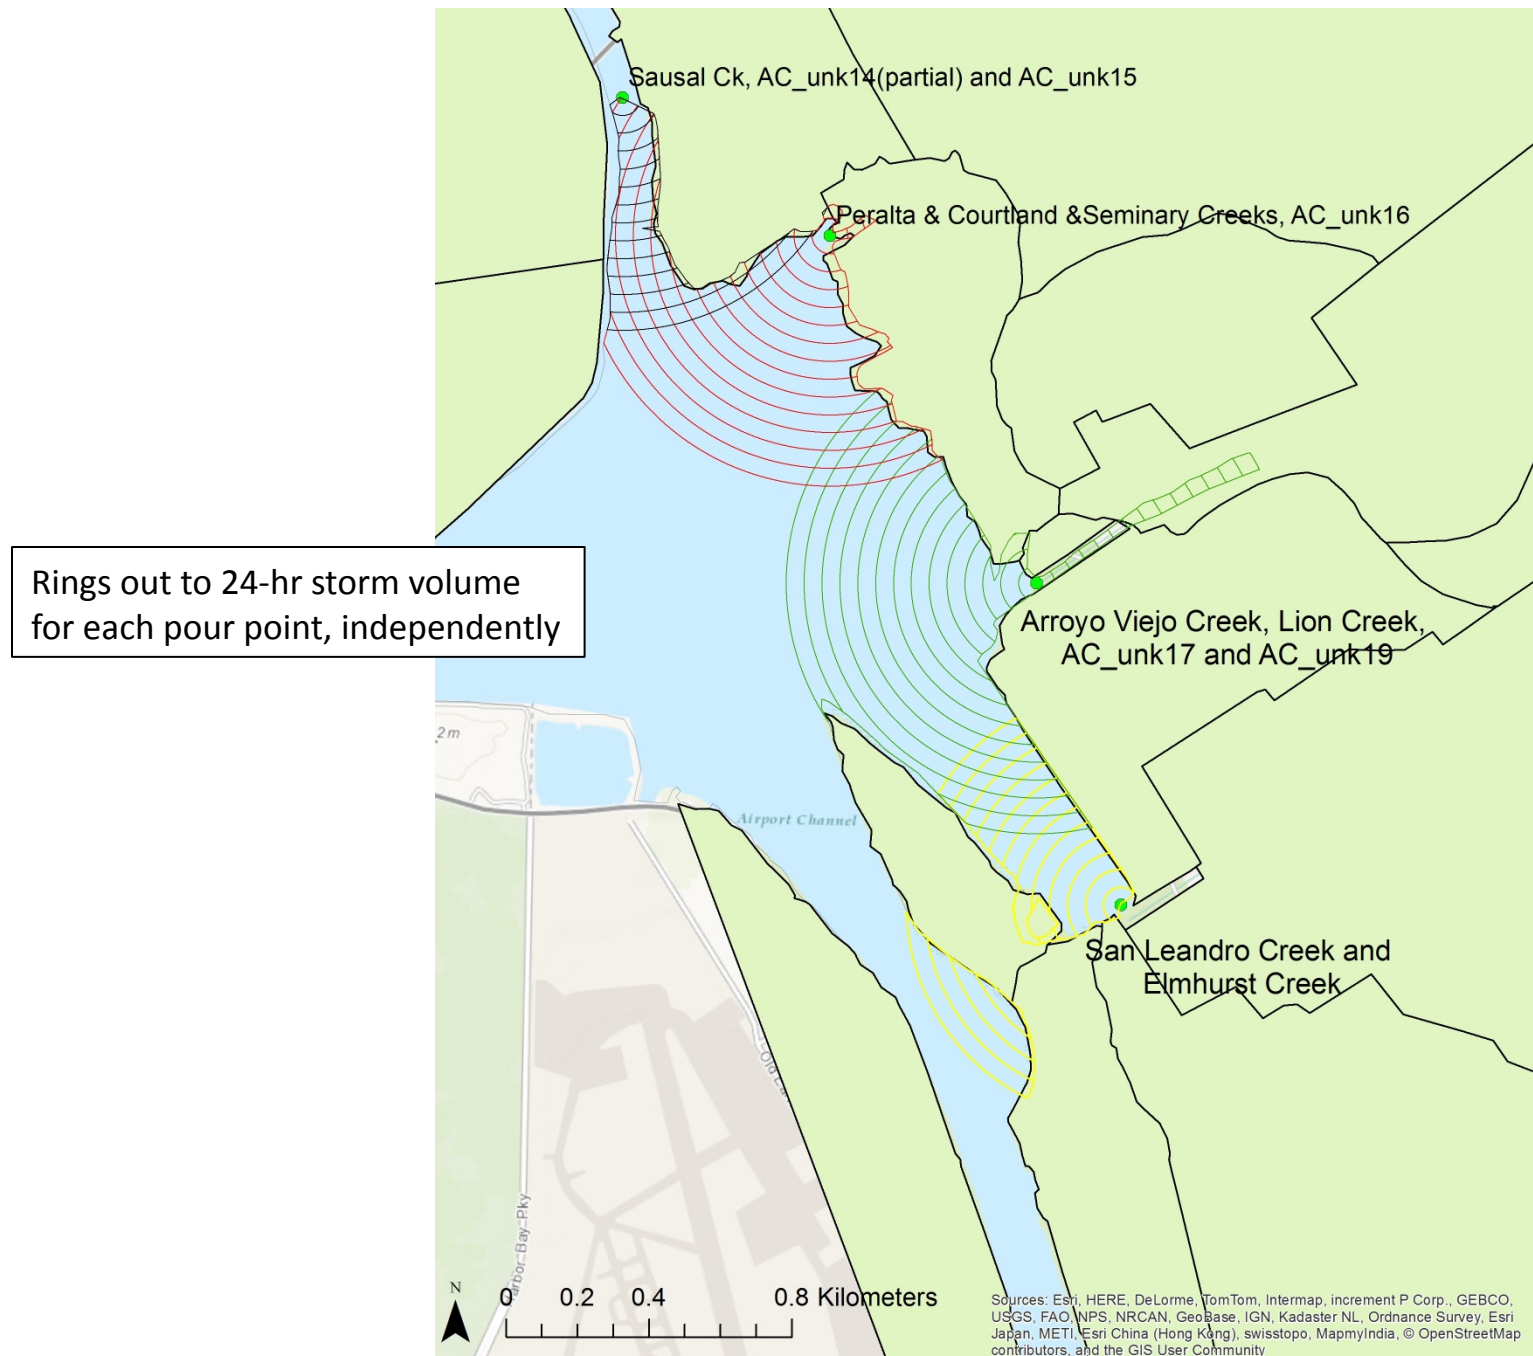 Sausal Ck, AC_unk14(partial) and AC_unk15
Peralta & Courtland &Seminary Creeks, AC_unk16
Rings out to 24-hr storm volume
for each pour point, independently
Arroyo Viejo Creek, Lion Creek,
AC_unk17 and AC_unk19
2m
Airport Channel
San Leandro Creek and
Elmhurst Creek
Old
Harbor Bay Pky
N
0 0.2 0.4 0.8 Kilometers
Sources: Esri, HERE, DeLorme, TomTom, Intermap, increment P Corp., GEBCO,
USGS, FAO, NPS, NRCAN, GeoBase, IGN, Kadaster NL, Ordnance Survey, Esri
Japan, METI, Esri China (Hong Kong), swisstopo, MapmyIndia, © OpenStreetMap
contributors, and the GIS User Community